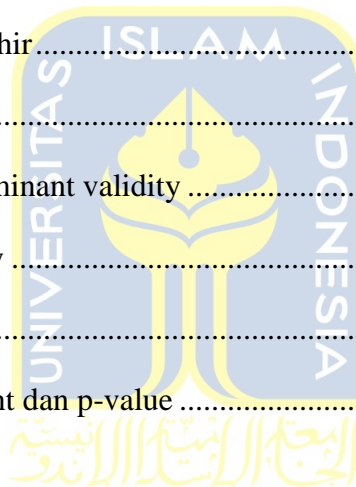 hir..............................
ISLAM
UNIVERSITAS
INDONESIA
..............................
minant validity ....................
y ..............................
..............................
nt dan p-value ....................